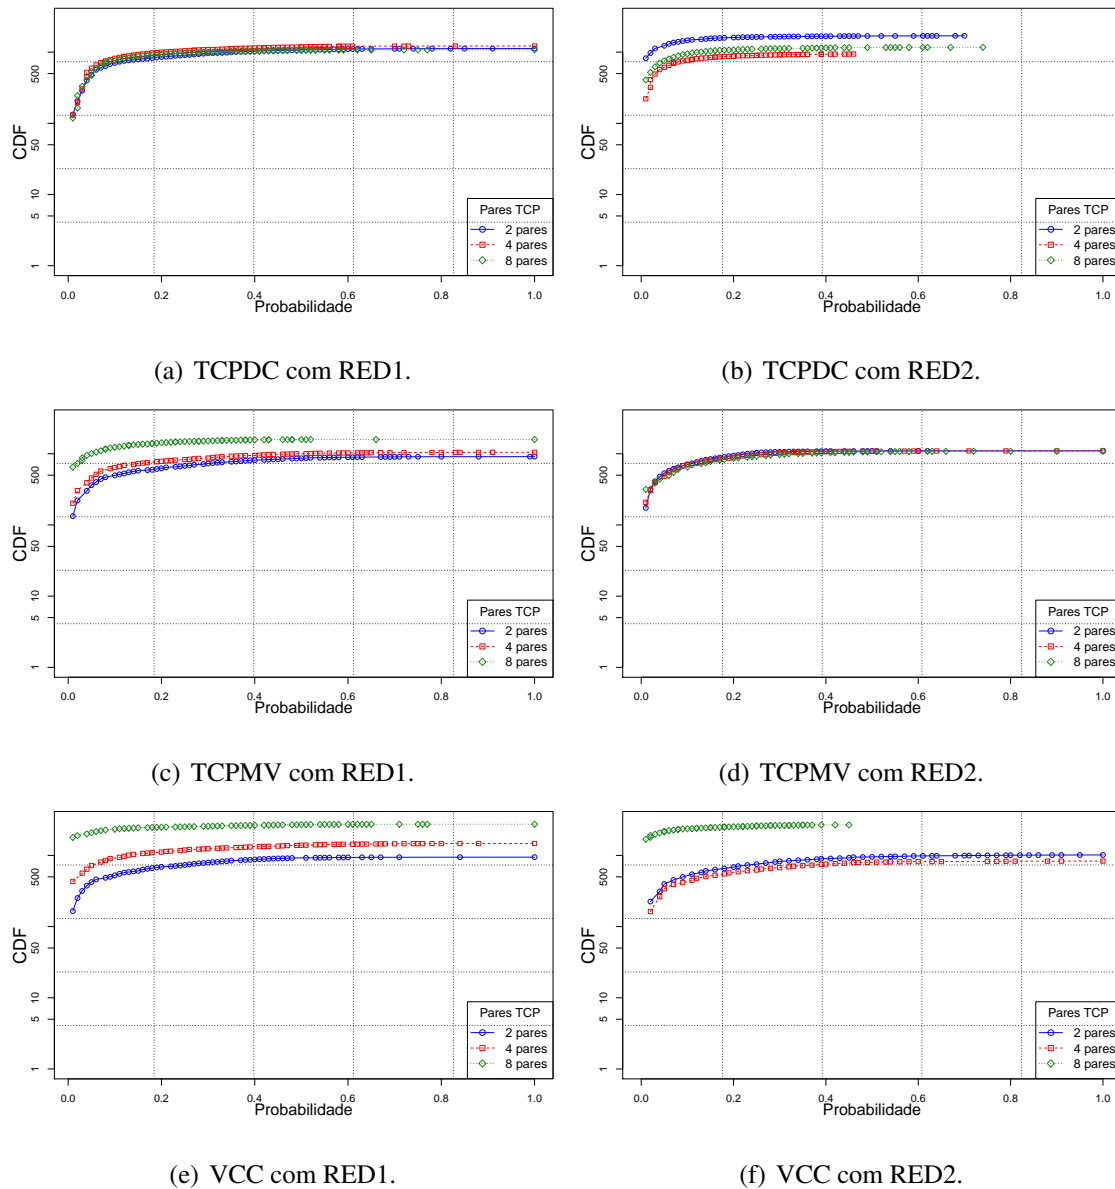 500
50
10
5
1
CDF
0.0 0.2 0.4 0.6 0.8 1.0
Probabilidade
Pares TCP
2 pares
4 pares
8 pares
(a) TCPDC com RED1.
500
50
10
5
1
CDF
0.0 0.2 0.4 0.6 0.8 1.0
Probabilidade
Pares TCP
2 pares
4 pares
8 pares
(b) TCPDC com RED2.
500
50
10
5
1
CDF
0.0 0.2 0.4 0.6 0.8 1.0
Probabilidade
Pares TCP
2 pares
4 pares
8 pares
(c) TCPMV com RED1.
500
50
10
5
1
CDF
0.0 0.2 0.4 0.6 0.8 1.0
Probabilidade
Pares TCP
2 pares
4 pares
8 pares
(d) TCPMV com RED2.
500
50
10
5
1
CDF
0.0 0.2 0.4 0.6 0.8 1.0
Probabilidade
Pares TCP
2 pares
4 pares
8 pares
(e) VCC com RED1.
500
50
10
5
1
CDF
0.0 0.2 0.4 0.6 0.8 1.0
Probabilidade
Pares TCP
2 pares
4 pares
8 pares
(f) VCC com RED2.